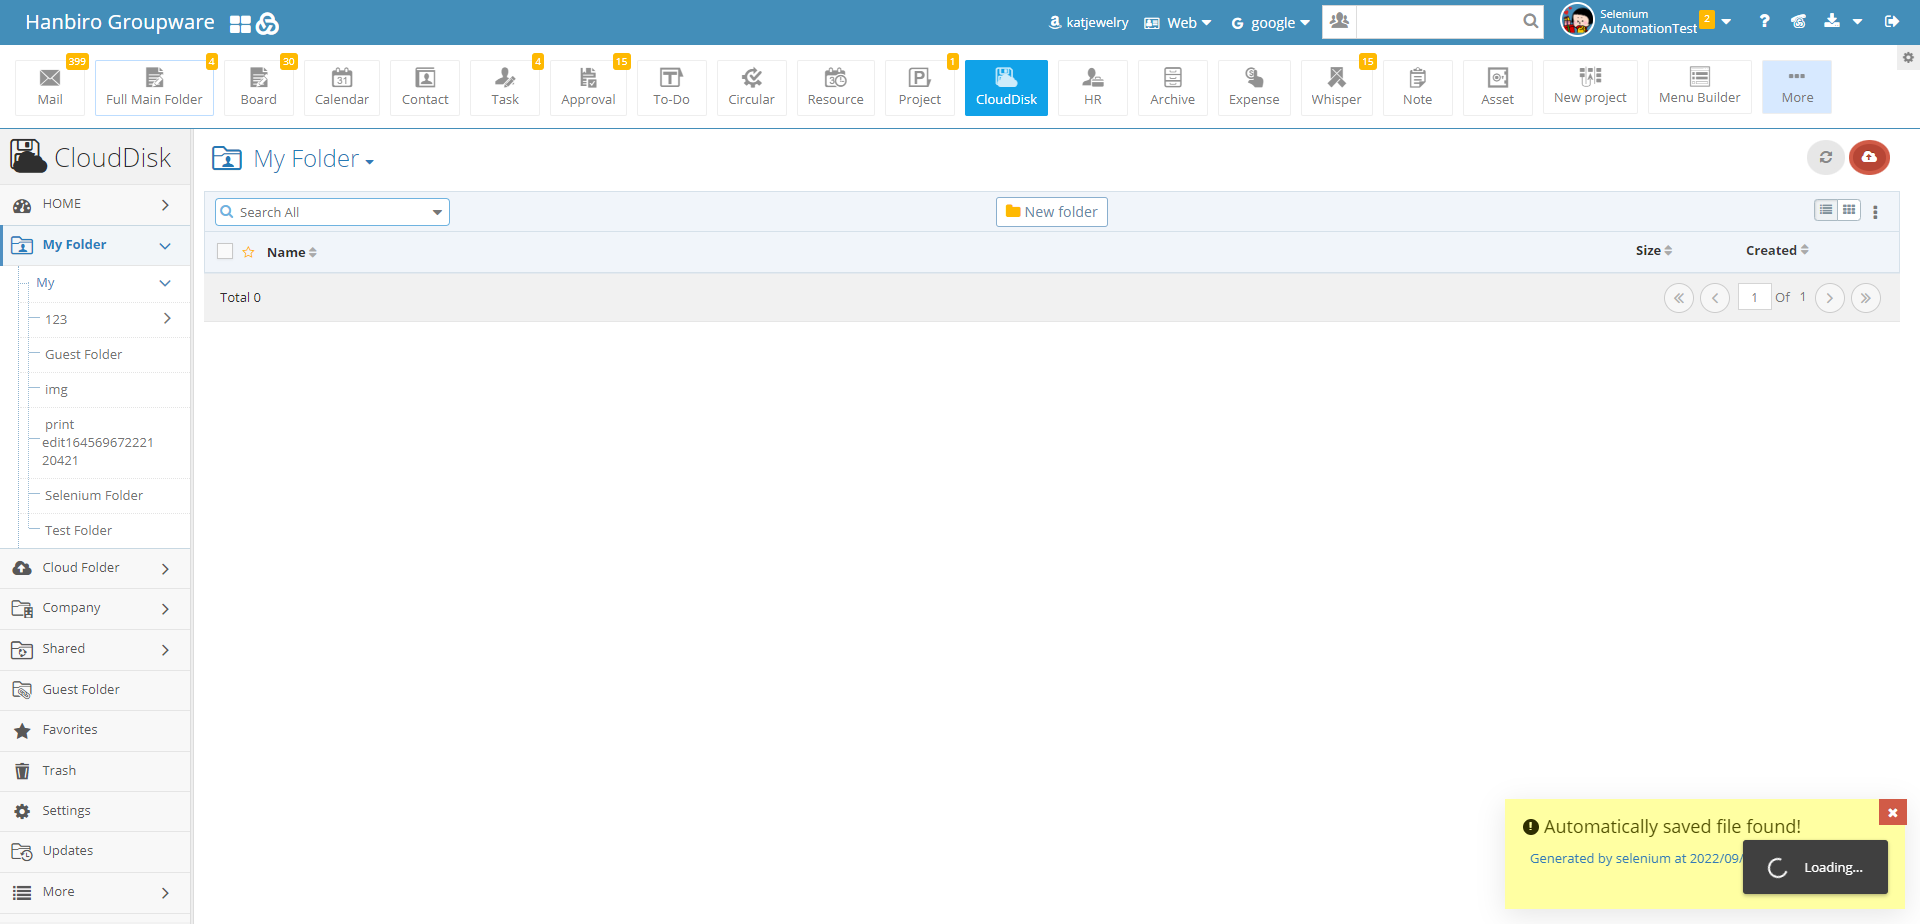 Hanbiro Groupware
katjewelry
Web
google
Selenium
AutomationTest
2
399
Mail
4
Full Main Folder
30
Board
31
Calendar
Contact
4
Task
15
Approval
To-Do
Circular
Resource
1
Project
CloudDisk
HR
Archive
Expense
15
Whisper
Note
Asset
New project
Menu Builder
More
CloudDisk
HOME
My Folder
My
123
Guest Folder
img
print
edit164569672221
20421
Selenium Folder
Test Folder
Cloud Folder
Company
Shared
Guest Folder
Favorites
Trash
Settings
Updates
More
My Folder
Search All
New folder
Name
Size
Created
Total 0
1 Of 1
Automatically saved file found!
Generated by selenium at 2022/09/
Loading...